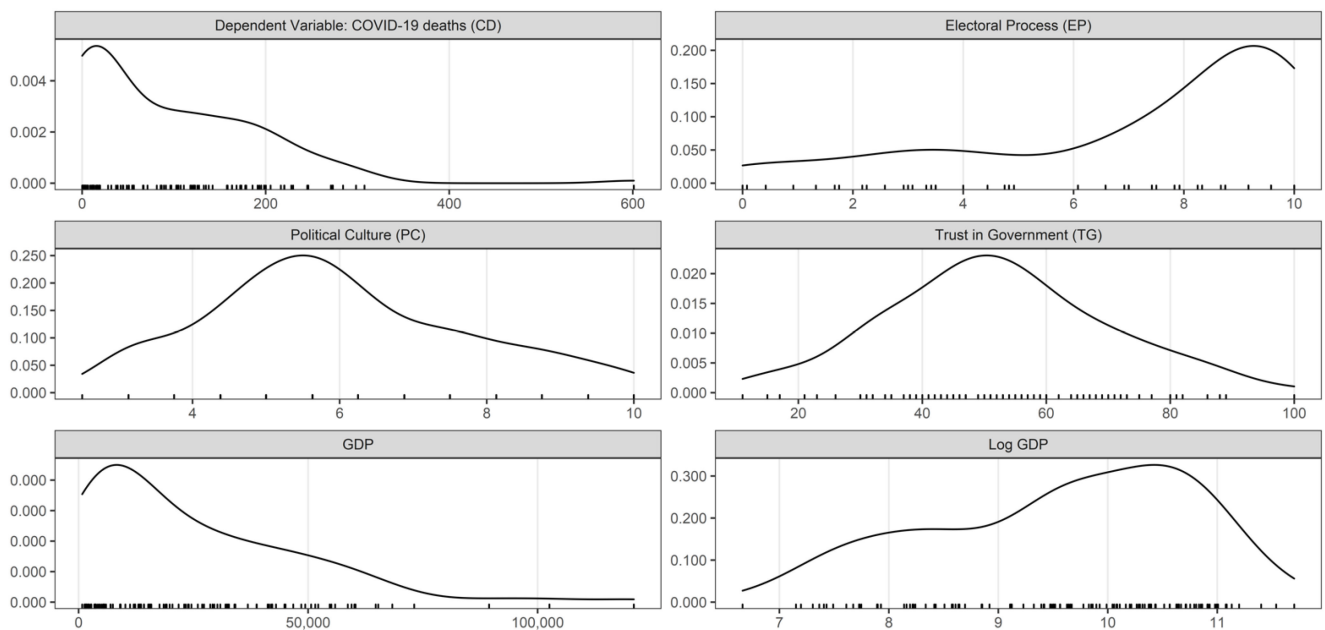 Dependent Variable: COVID-19 deaths (CD)
0.004
0.002
0.000
0 200 400 600
Electoral Process (EP)
0.200
0.150
0.100
0.050
0.000
0 2 4 6 8 10
Political Culture (PC)
0.250
0.200
0.150
0.100
0.050
0.000
4 6 8 10
Trust in Government (TG)
0.020
0.015
0.010
0.005
0.000
20 40 60 80 100
GDP
0.000
0.000
0.000
0.000
0.000
0 50,000 100,000
Log GDP
0.300
0.200
0.100
0.000
7 8 9 10 11